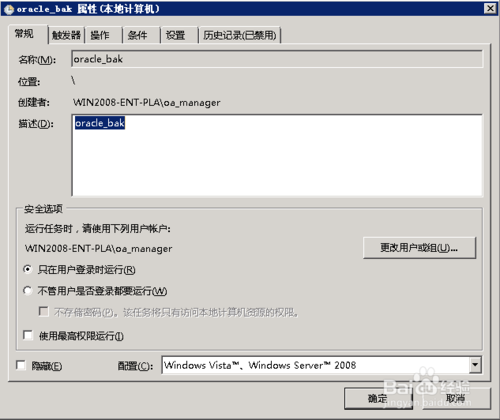 oracle_bak 属性(本地计算机)
常规 触发器 操作 条件 设置 历史记录(已禁用)
名称(M): oracle_bak
位置: \
创建者: WIN2008-ENT-PLA\oa_manager
描述(D): oracle_bak
安全选项
运行任务时，请使用下列用户帐户:
WIN2008-ENT-PLA\oa_manager 更改用户或组(U)...
只在用户登录时运行(R)
不管用户是否登录都要运行(W)
不存储密码(P)。该任务将只有访问本地计算机资源的权限。
使用最高权限运行(I)
隐藏(E) 配置(C): Windows Vista™、Windows Server™ 2008
确定 取消
Baidu 经验
jingyan.baidu.com